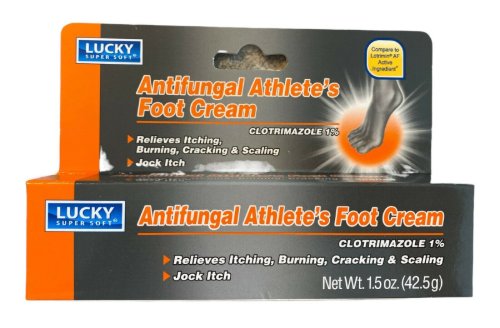 LUCKY
SUPER SOFT®
Compare to
Lotrimin® AF
Active
Ingredient*
Antifungal Athlete's
Foot Cream
CLOTRIMAZOLE 1%
Relieves Itching,
Burning, Cracking & Scaling
Jock Itch
LUCKY
SUPER SOFT®
Antifungal Athlete's Foot Cream
CLOTRIMAZOLE 1%
Relieves Itching, Burning, Cracking & Scaling
Jock Itch
Net Wt. 1.5 oz. (42.5 g)